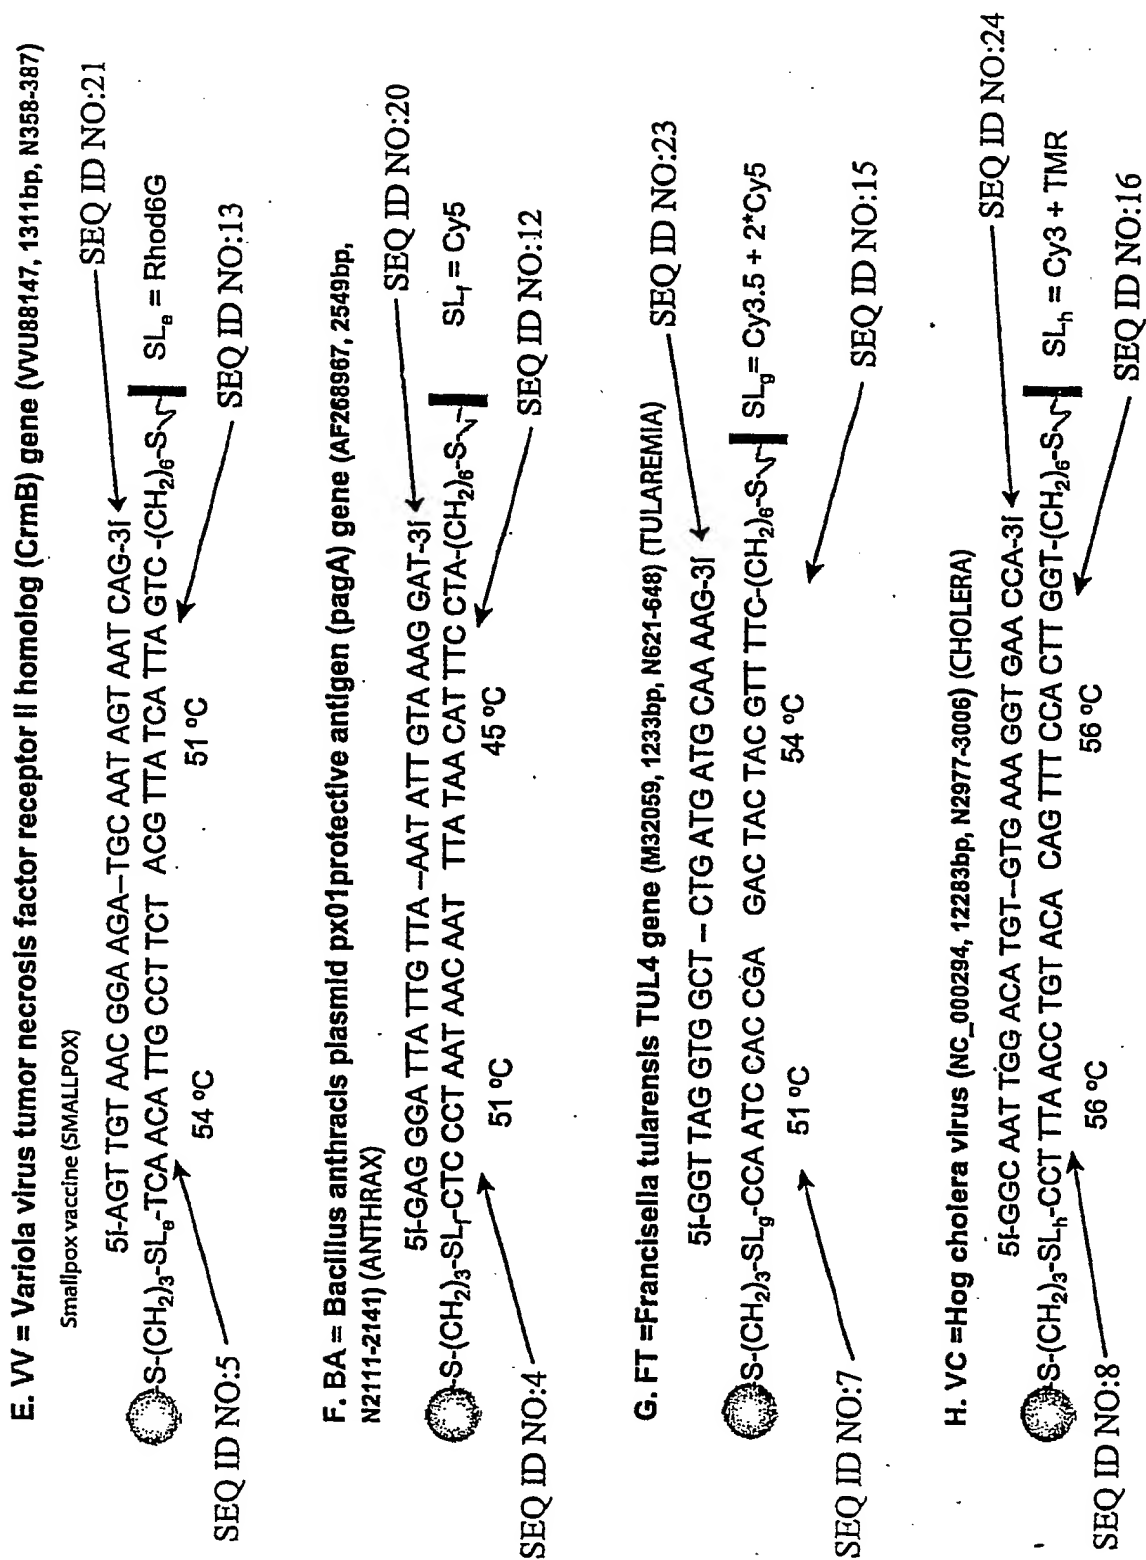 E. VV = Variola virus tumor necrosis factor receptor II homolog (CrmB) gene (VVU88147, 1311bp, N358-387)
Smallpox vaccine (SMALLPOX)
SEQ ID NO:21
5ſ-AGT TGT AAC GGA AGA--TGC AAT AGT AAT CAG-3ſ
-S-(CH2)3-SLe-TCA ACA TTG CCT TCT ACG TTA TCA TTA GTC -(CH2)6-S SLe = Rhod6G
54 ºC 51 ºC
SEQ ID NO:5 SEQ ID NO:13
F. BA = Bacillus anthracis plasmid px01protective antigen (pagA) gene (AF268967, 2549bp,
N2111-2141) (ANTHRAX)
SEQ ID NO:20
5ſ-GAG GGA TTA TTG TTA --AAT ATT GTA AAG GAT-3ſ
-S-(CH2)3-SLf-CTC CCT AAT AAC AAT TTA TAA CAT TTC CTA-(CH2)6-S SLf = Cy5
51 ºC 45 ºC
SEQ ID NO:4 SEQ ID NO:12
G. FT =Francisella tularensis TUL4 gene (M32059, 1233bp, N621-648) (TULAREMIA)
SEQ ID NO:23
5ſ-GGT TAG GTG GCT -- CTG ATG ATG CAA AAG-3ſ
-S-(CH2)3-SLg-CCA ATC CAC CGA GAC TAC TAC GTT TTC-(CH2)6-S SLg= Cy3.5 + 2*Cy5
51 ºC 54 ºC
SEQ ID NO:7 SEQ ID NO:15
H. VC =Hog cholera virus (NC_000294, 12283bp, N2977-3006) (CHOLERA)
SEQ ID NO:24
5ſ-GGC AAT TGG ACA TGT--GTG AAA GGT GAA CCA-3ſ
-S-(CH2)3-SLh-CCT TTA ACC TGT ACA CAG TTT CCA CTT GGT-(CH2)6-S SLh = Cy3 + TMR
56 ºC 56 ºC
SEQ ID NO:8 SEQ ID NO:16